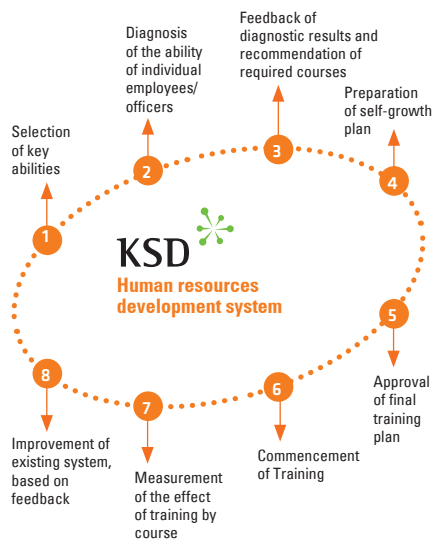 Selection
of key
abilities
1
Diagnosis
of the ability
of individual
employees/
officers
2
Feedback of
diagnostic results and
recommendation of
required courses
3
Preparation
of self-growth
plan
4
KSD
Human resources
development system
5
Approval
of final
training
plan
6
Commencement
of Training
7
Measurement
of the effect
of training by
course
8
Improvement of
existing system,
based on
feedback